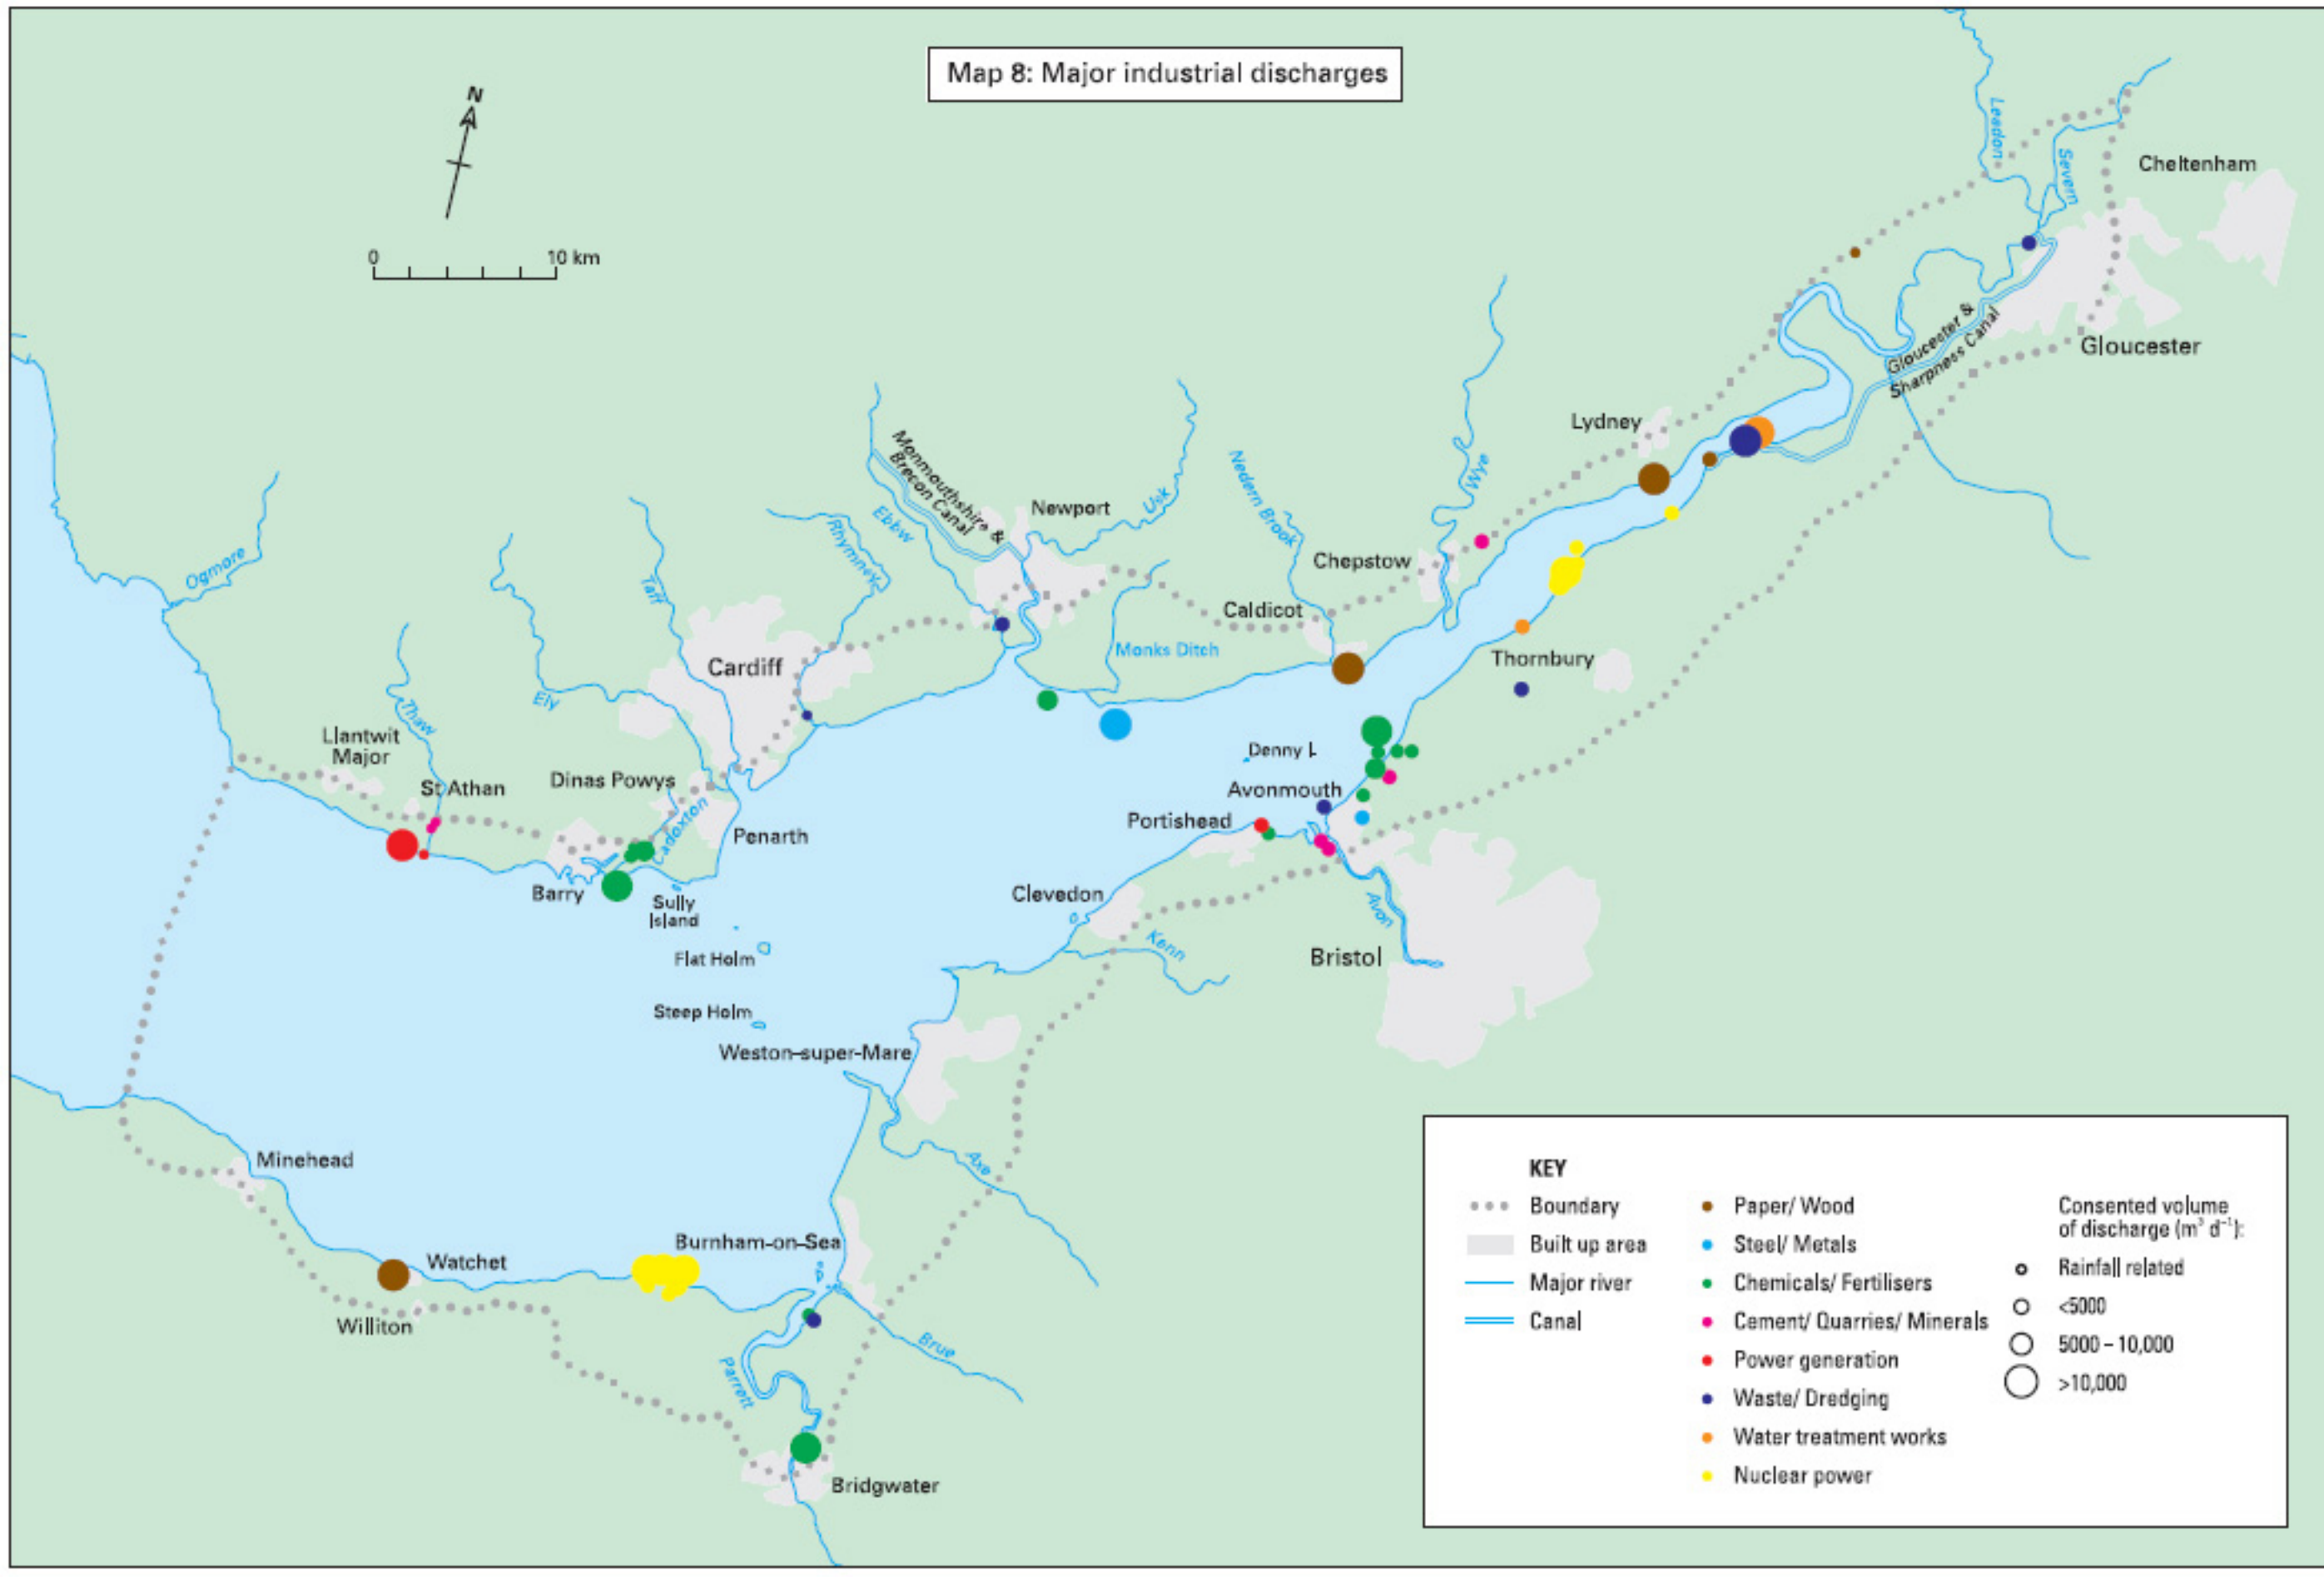 Map 8: Major industrial discharges
N
0 10 km
Leadon
Severn
Cheltenham
Gloucester &
Sharpness Canal
Gloucester
Lydney
Wye
Nedern Brook
Usk
Newport
Monmouthshire &
Brecon Canal
Ebbw
Rhymney
Taff
Ogmore
Chepstow
Caldicot
Monks Ditch
Cardiff
Ely
Thaw
Thornbury
Llantwit
Major
St Athan
Dinas Powys
Cadoxton
Penarth
Denny I.
Avonmouth
Portishead
Barry
Sully
Island
Clevedon
Avon
Kenn
Flat Holm
Bristol
Steep Holm
Weston-super-Mare
Axe
Minehead
Burnham-on-Sea
Watchet
Williton
Brue
Parrett
Bridgwater
KEY
Boundary
Built up area
Major river
Canal
Paper/ Wood
Steel/ Metals
Chemicals/ Fertilisers
Cement/ Quarries/ Minerals
Power generation
Waste/ Dredging
Water treatment works
Nuclear power
Consented volume
of discharge (m³ d⁻¹):
Rainfall related
<5000
5000 – 10,000
>10,000